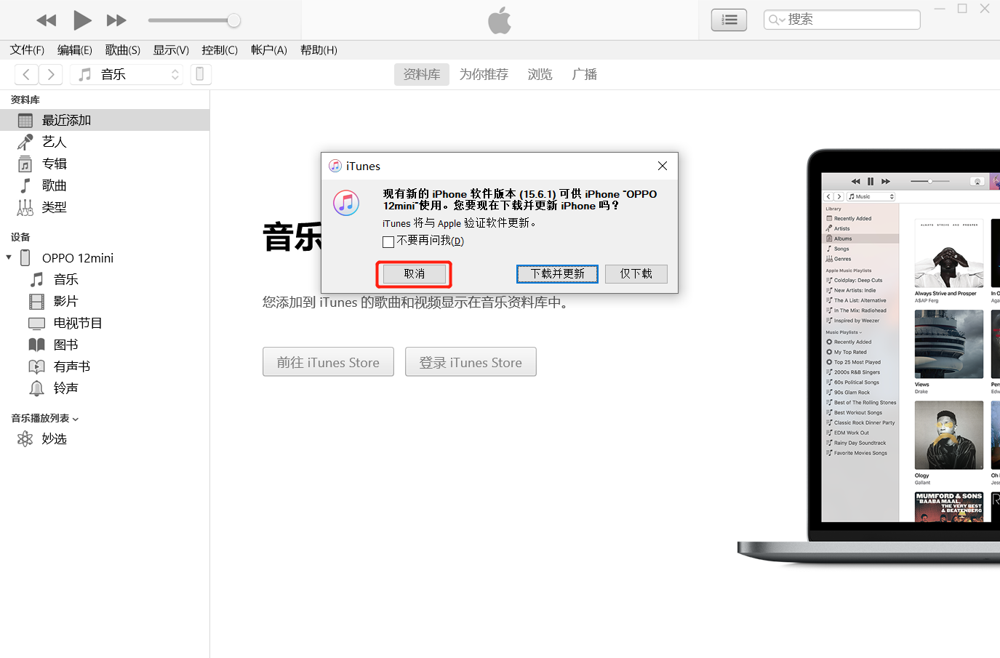 搜索
文件(F) 编辑(E) 歌曲(S) 显示(V) 控制(C) 帐户(A) 帮助(H)
音乐
资料库 为你推荐 浏览 广播
资料库
最近添加
艺人
专辑
歌曲
类型
设备
OPPO 12mini
音乐
影片
电视节目
图书
有声书
铃声
音乐播放列表
妙选
iTunes
现有新的 iPhone 软件版本 (15.6.1) 可供 iPhone “OPPO
12mini”使用。您要现在下载并更新 iPhone 吗？
iTunes 将与 Apple 验证软件更新。
不要再问我(D)
取消 下载并更新 仅下载
音乐
您添加到 iTunes 的歌曲和视频显示在音乐资料库中。
前往 iTunes Store 登录 iTunes Store
Music
Library
Recently Added
Artists
Albums
Songs
Genres
Apple Music Playlists
Coldplay: Deep Cuts
New Artists: Indie
The A List: Alternative
In The Mix: Radiohead
Inspired by Weezer
Music Playlists
Recently Added
My Top Rated
Top 25 Most Played
2000s R&B Singers
60s Political Songs
90s Glam Rock
Best of The Rolling Stones
Best Workout Songs
Classic Rock Dinner Party
EDM Work Out
Rainy Day Soundtrack
Favorite Movies Songs
ALWAYS STRIVE AND PROSPER
Always Strive and Prosper
A$AP Ferg
In O
Aga
Views
Drake
Pers
Edw
Ology
Gallant
Oh
Jess
MUMFORD & SONS
BAABA MAAL,
THE VERY BEST
& BEATENBERG